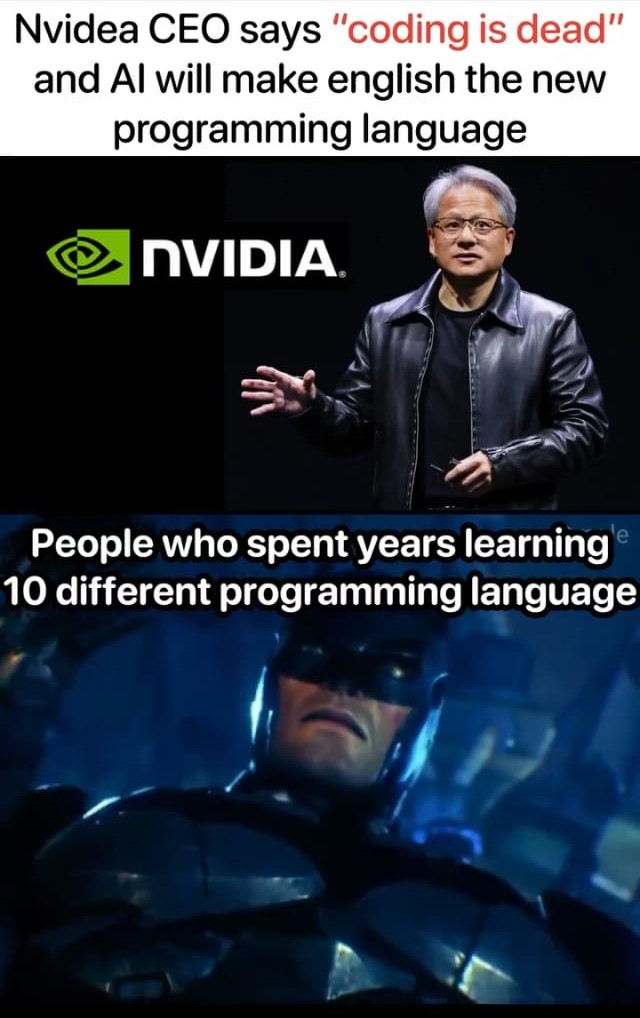 Nvidea CEO says "coding is dead"
and AI will make english the new
programming language
NVIDIA.
People who spent years learning
10 different programming language